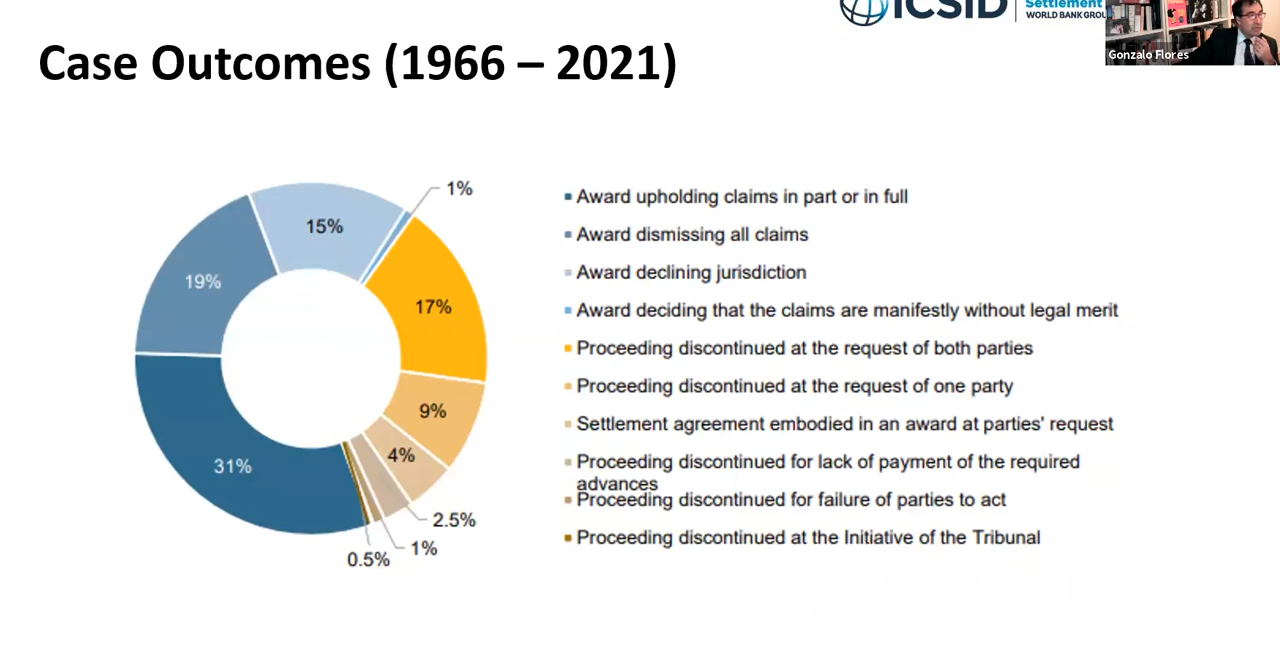 ICSID
Settlement
WORLD BANK GROU
Gonzalo Flores
Case Outcomes (1966 – 2021)
1%
15%
19%
17%
9%
31%
4%
2.5%
1%
0.5%
Award upholding claims in part or in full
Award dismissing all claims
Award declining jurisdiction
Award deciding that the claims are manifestly without legal merit
Proceeding discontinued at the request of both parties
Proceeding discontinued at the request of one party
Settlement agreement embodied in an award at parties' request
Proceeding discontinued for lack of payment of the required
advances
Proceeding discontinued for failure of parties to act
Proceeding discontinued at the Initiative of the Tribunal